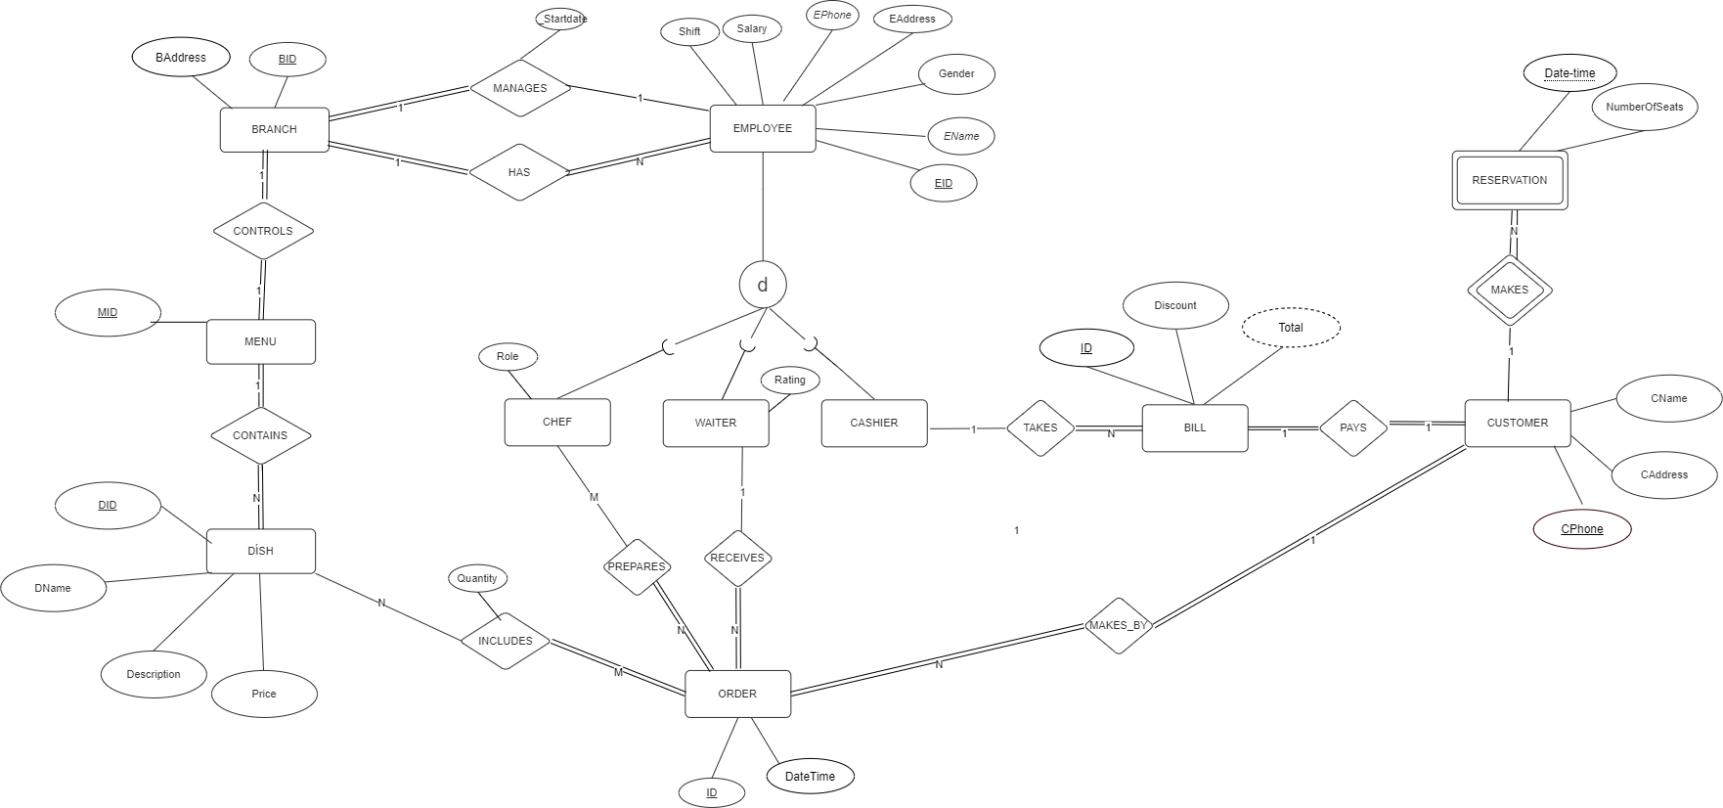 _Startdate
EPhone
EAddress
Shift
Salary
BAddress
BID
Gender
Date-time
NumberOfSeats
MANAGES
1
1
BRANCH
EMPLOYEE
EName
1
HAS
N
EID
RESERVATION
1
CONTROLS
N
1
MAKES
MID
d
Discount
Total
MENU
ID
1
Role
1
Rating
CName
CHEF
WAITER
CASHIER
1
TAKES
N
BILL
1
PAYS
1
CUSTOMER
CONTAINS
CAddress
N
M
1
DID
1
CPhone
1
DÍSH
RECEIVES
PREPARES
Quantity
DName
N
MAKES_BY
N
N
INCLUDES
N
M
Description
Price
ORDER
DateTime
ID